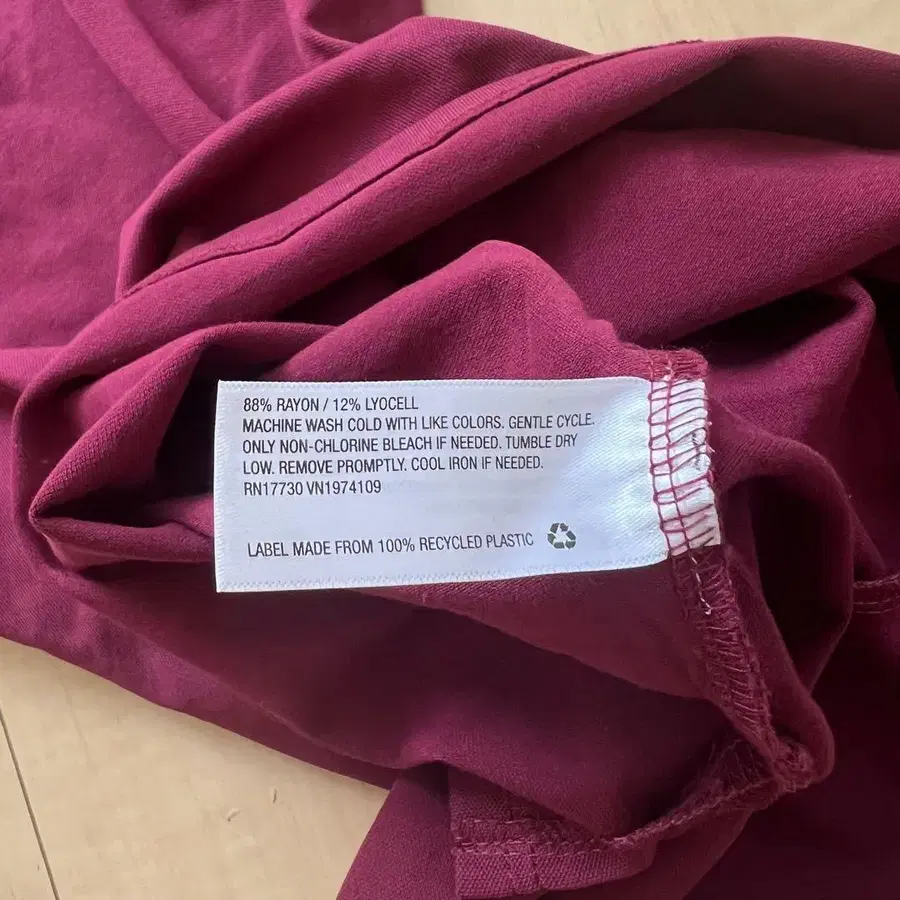 88% RAYON / 12% LYOCELL
MACHINE WASH COLD WITH LIKE COLORS. GENTLE CYCLE.
ONLY NON-CHLORINE BLEACH IF NEEDED. TUMBLE DRY
LOW. REMOVE PROMPTLY. COOL IRON IF NEEDED.
RN17730 VN1974109
LABEL MADE FROM 100% RECYCLED PLASTIC